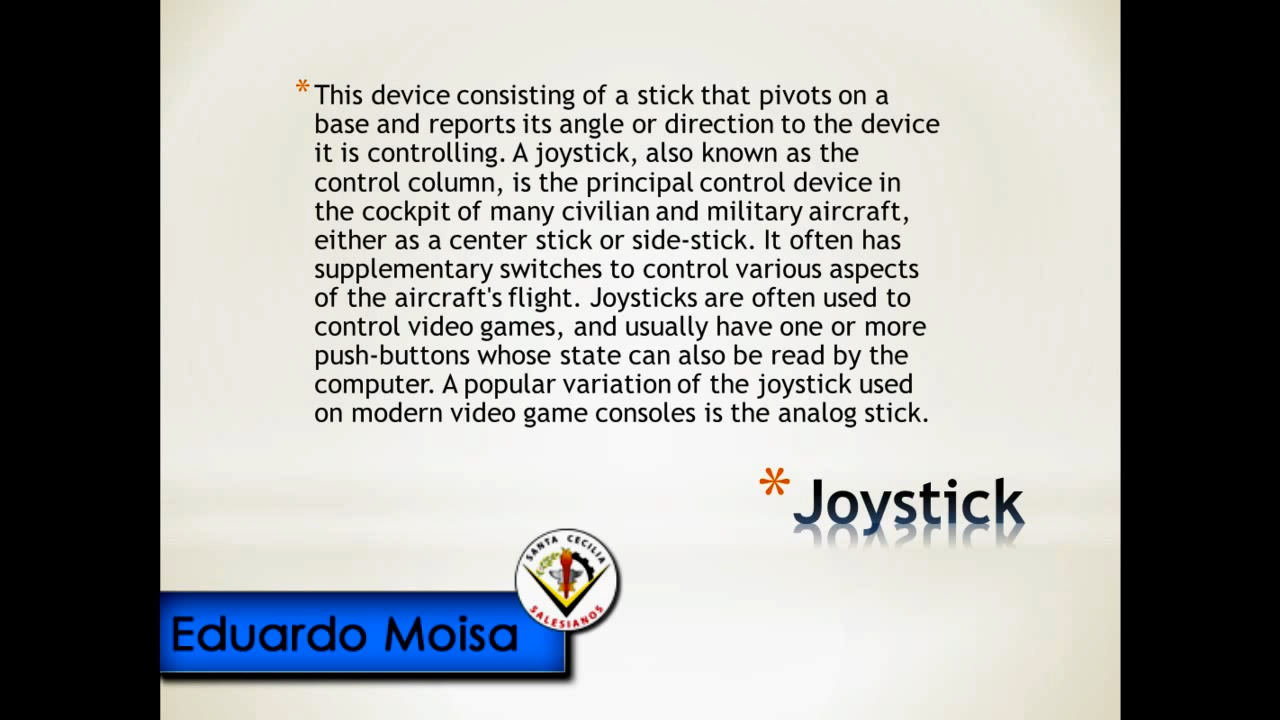 * This device consisting of a stick that pivots on a
base and reports its angle or direction to the device
it is controlling. A joystick, also known as the
control column, is the principal control device in
the cockpit of many civilian and military aircraft,
either as a center stick or side-stick. It often has
supplementary switches to control various aspects
of the aircraft's flight. Joysticks are often used to
control video games, and usually have one or more
push-buttons whose state can also be read by the
computer. A popular variation of the joystick used
on modern video game consoles is the analog stick.
* Joystick
SANTA CECILIA
SALESIANOS
Eduardo Moisa